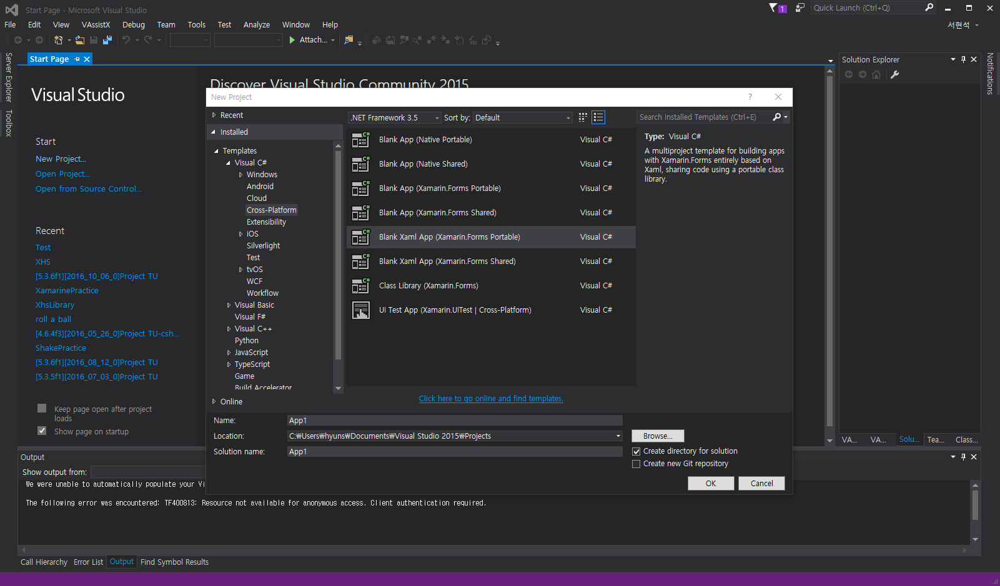 Start Page - Microsoft Visual Studio
1
Quick Launch (Ctrl+Q)
File Edit View VAssistX Debug Team Tools Test Analyze Window Help
서현석
Attach...
Server Explorer
Toolbox
Start Page
Visual Studio
Start
New Project...
Open Project...
Open from Source Control...
Recent
Test
XHS
[5.3.6f1][2016_10_06_0]Project TU
XamarinePractice
XhsLibrary
roll a ball
[4.6.4f3][2016_05_26_0]Project TU-csh...
ShakePractice
[5.3.6f1][2016_08_12_0]Project TU
[5.3.5f1][2016_07_03_0]Project TU
Keep page open after project
loads
Show page on startup
Discover Visual Studio Community 2015
New Project
?
Recent
Installed
Templates
Visual C#
Windows
Android
Cloud
Cross-Platform
Extensibility
iOS
Silverlight
Test
tvOS
WCF
Workflow
Visual Basic
Visual F#
Visual C++
Python
JavaScript
TypeScript
Game
Build Accelerator
Online
.NET Framework 3.5
Sort by: Default
Search Installed Templates (Ctrl+E)
Blank App (Native Portable) Visual C#
Blank App (Native Shared) Visual C#
Blank App (Xamarin.Forms Portable) Visual C#
Blank App (Xamarin.Forms Shared) Visual C#
Blank Xaml App (Xamarin.Forms Portable) Visual C#
Blank Xaml App (Xamarin.Forms Shared) Visual C#
Class Library (Xamarin.Forms) Visual C#
UI Test App (Xamarin.UITest | Cross-Platform) Visual C#
Type: Visual C#
A multiproject template for building apps
with Xamarin.Forms entirely based on
Xaml, sharing code using a portable class
library.
Click here to go online and find templates.
Name: App1
Location: C:₩Users₩hyuns₩Documents₩Visual Studio 2015₩Projects
Browse...
Solution name: App1
Create directory for solution
Create new Git repository
OK
Cancel
Solution Explorer
Notifications
VA... VA... Solu... Tea... Class...
Output
Show output from:
We were unable to automatically populate your Vi
The following error was encountered: TF400813: Resource not available for anonymous access. Client authentication required.
Call Hierarchy Error List Output Find Symbol Results